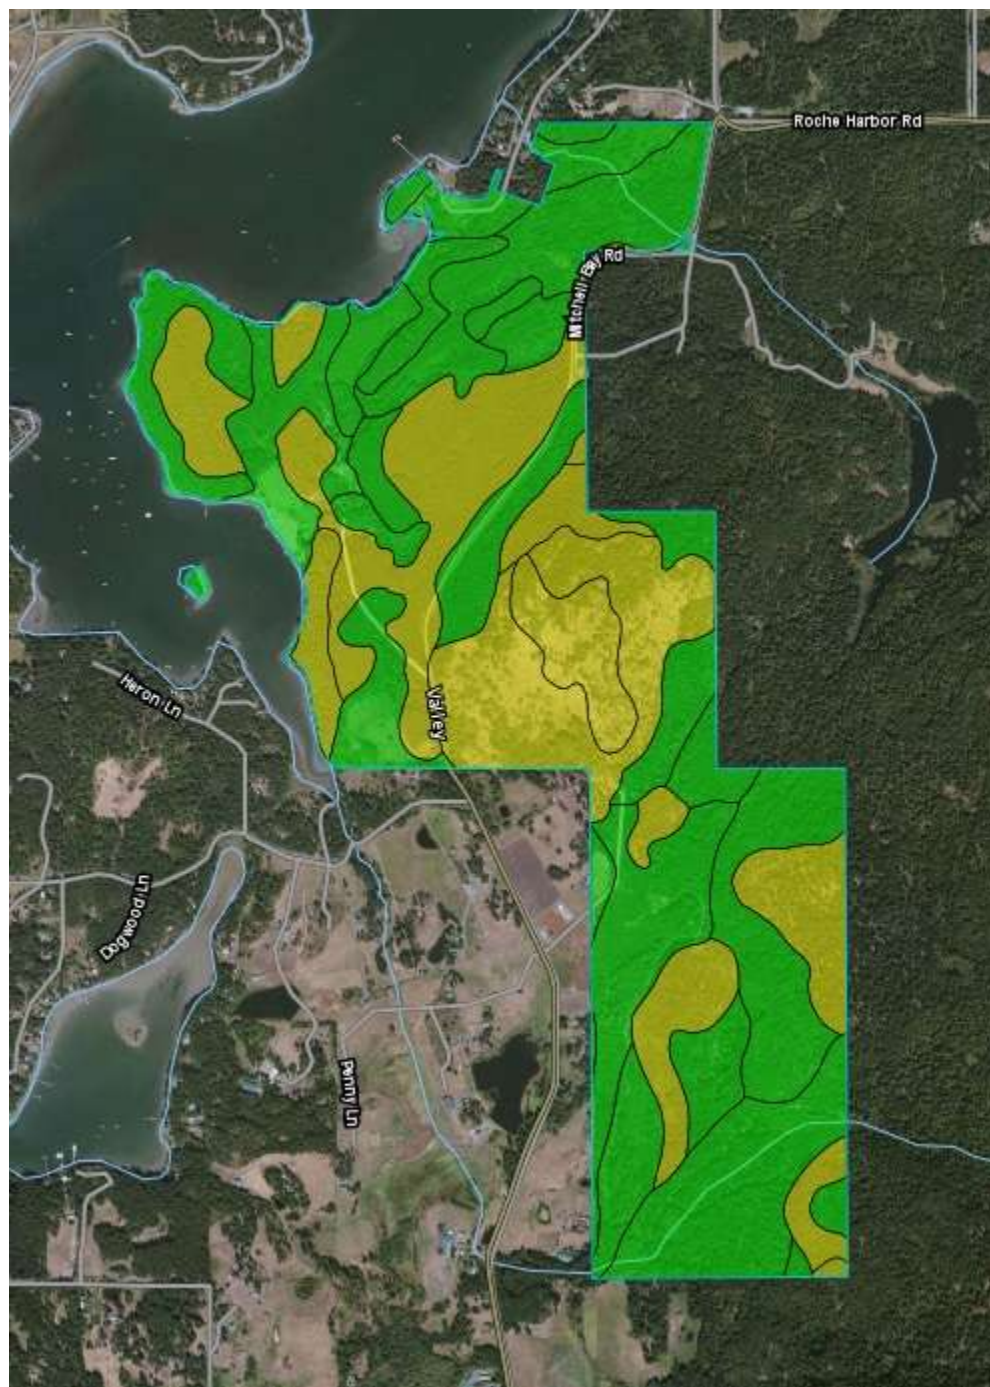 Roche Harbor Rd
Mitchell Bay Rd
Heron Ln
Valley
Dogwood Ln
Penny Ln